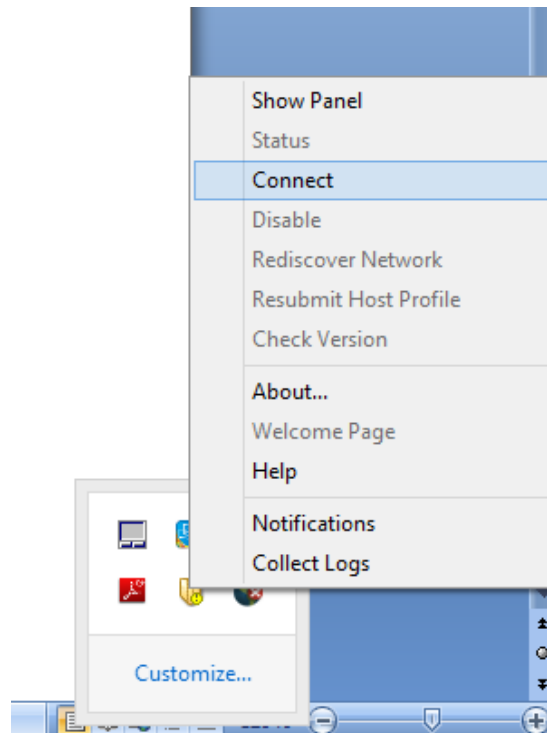 Show Panel
Status
Connect
Disable
Rediscover Network
Resubmit Host Profile
Check Version
About...
Welcome Page
Help
Notifications
Collect Logs
Customize...